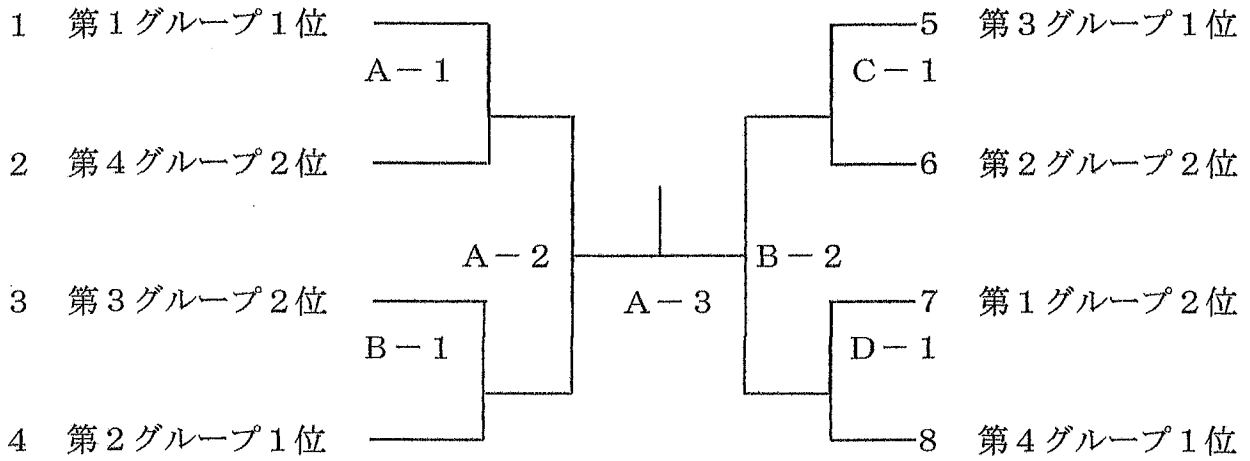 1 第1グループ1位
A-1
2 第4グループ2位
A-2
3 第3グループ2位
B-1
4 第2グループ1位
A-3
5 第3グループ1位
C-1
6 第2グループ2位
B-2
7 第1グループ2位
D-1
8 第4グループ1位